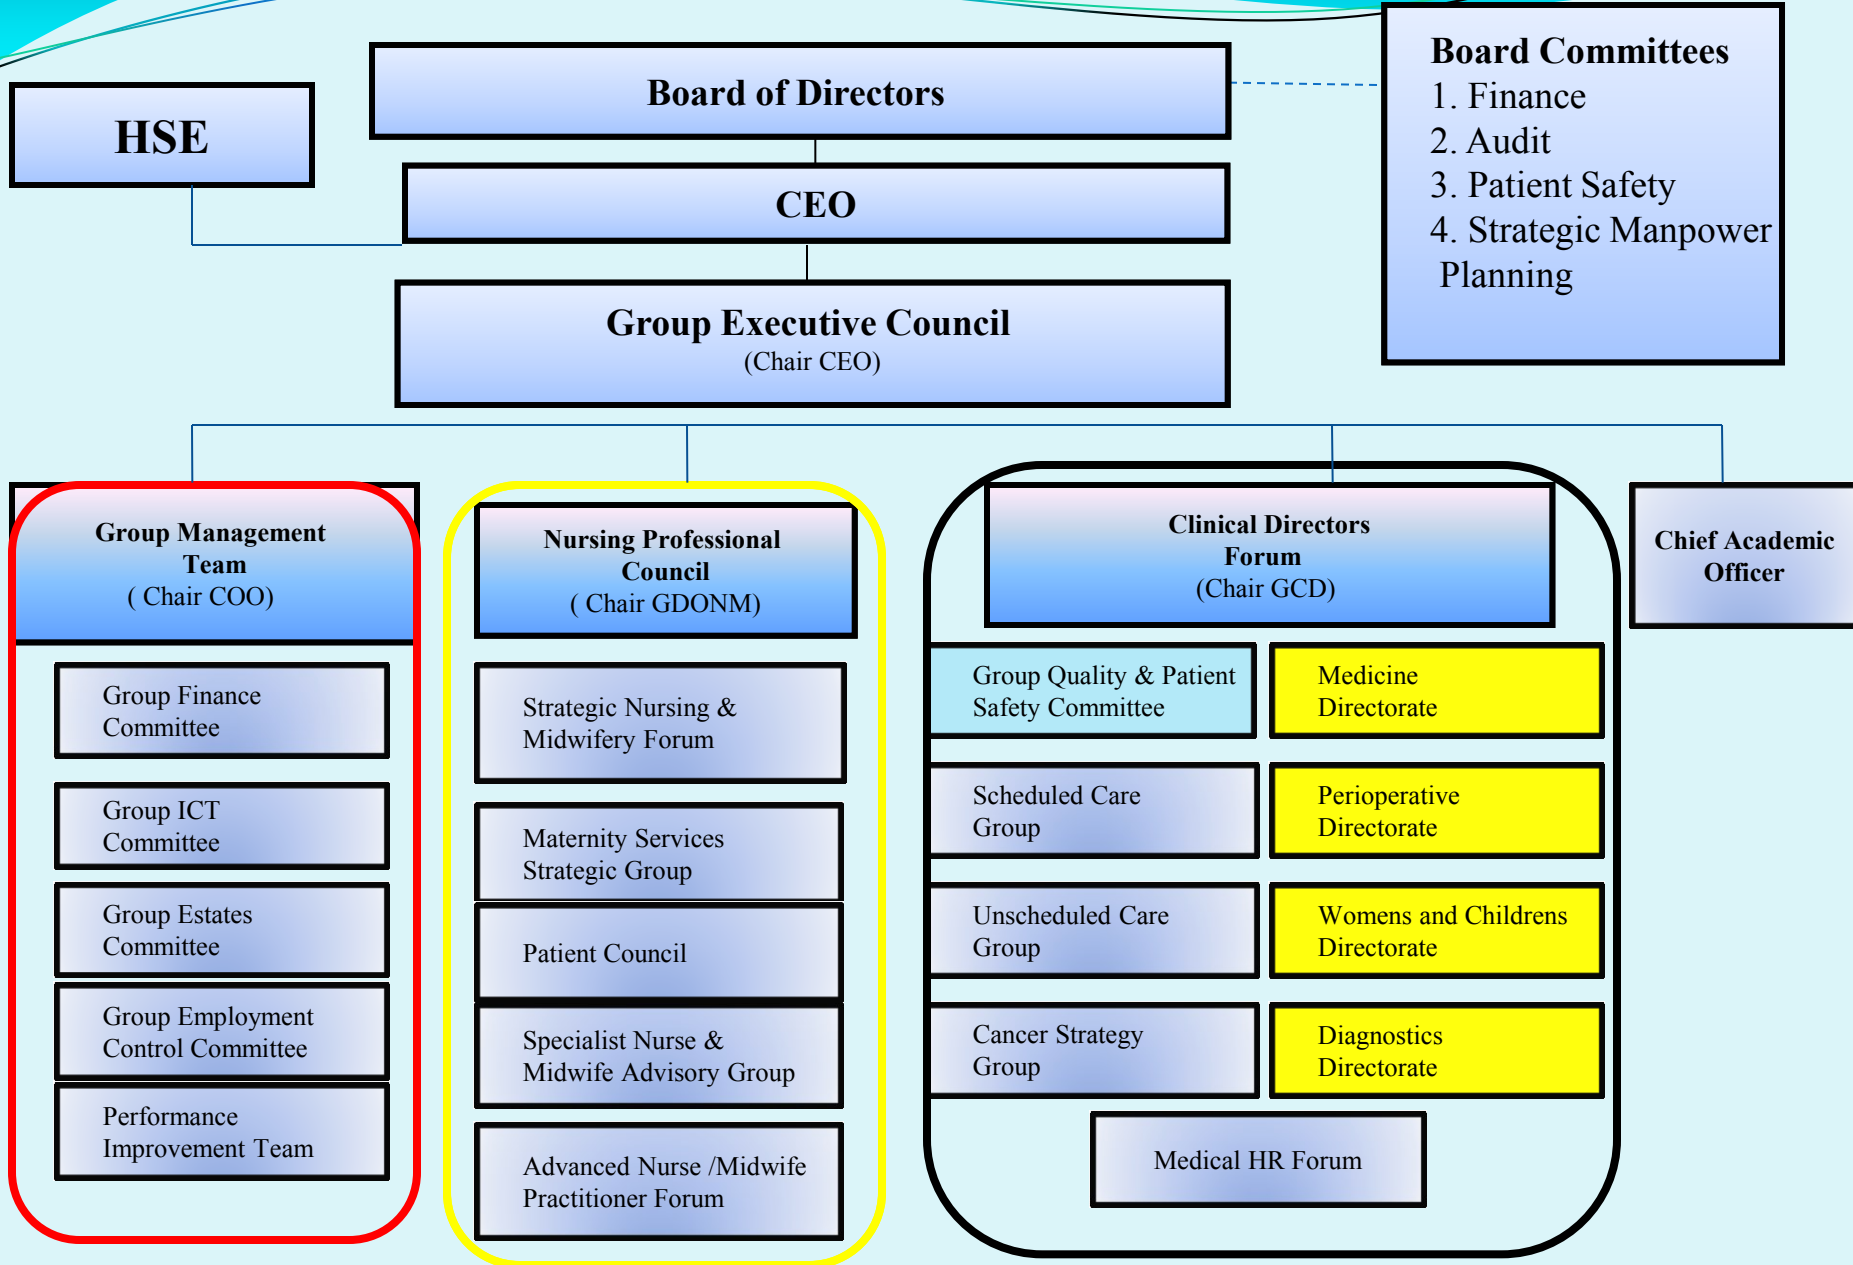 HSE
Board of Directors
CEO
Group Executive Council
(Chair CEO)
Board Committees
1. Finance
2. Audit
3. Patient Safety
4. Strategic Manpower
Planning
Group Management
Team
( Chair COO)
Group Finance
Committee
Group ICT
Committee
Group Estates
Committee
Group Employment
Control Committee
Performance
Improvement Team
Nursing Professional
Council
( Chair GDONM)
Strategic Nursing &
Midwifery Forum
Maternity Services
Strategic Group
Patient Council
Specialist Nurse &
Midwife Advisory Group
Advanced Nurse /Midwife
Practitioner Forum
Clinical Directors
Forum
(Chair GCD)
Group Quality & Patient
Safety Committee
Scheduled Care
Group
Unscheduled Care
Group
Cancer Strategy
Group
Medicine
Directorate
Perioperative
Directorate
Womens and Childrens
Directorate
Diagnostics
Directorate
Medical HR Forum
Chief Academic
Officer